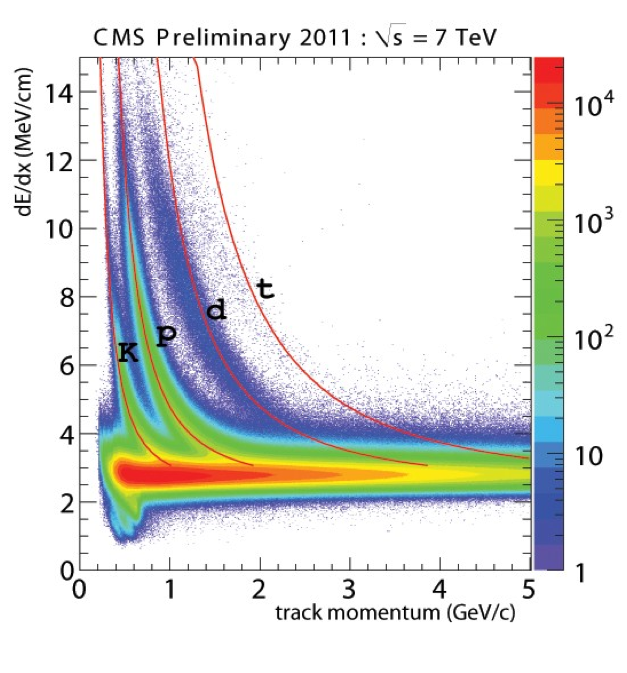 CMS Preliminary 2011 : √s = 7 TeV
dE/dx (MeV/cm)
14
12
10
8
6
4
2
0
K
p
d
t
0 1 2 3 4 5
track momentum (GeV/c)
10⁴
10³
10²
10
1